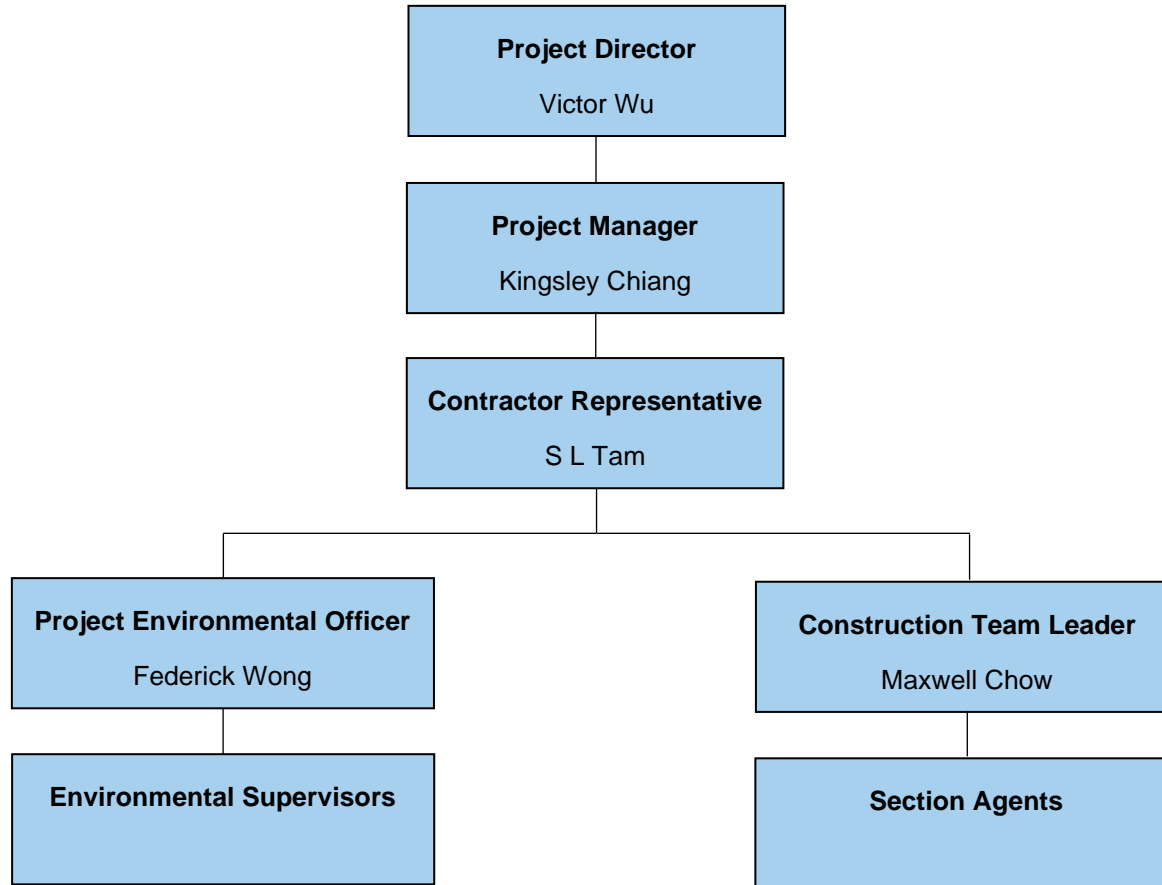 Project Director
Victor Wu
Project Manager
Kingsley Chiang
Contractor Representative
S L Tam
Project Environmental Officer
Federick Wong
Construction Team Leader
Maxwell Chow
Environmental Supervisors
Section Agents